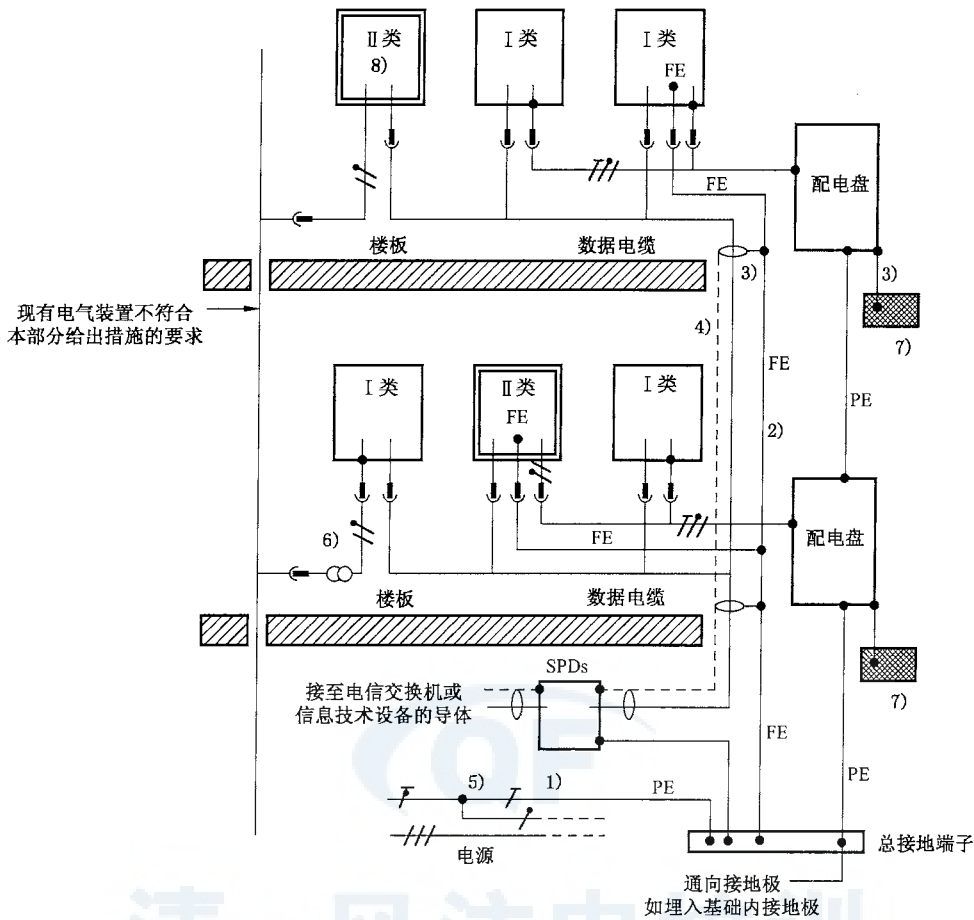 Ⅱ类
8)
Ⅰ类
Ⅰ类
FE
配电盘
FE
楼板
数据电缆
3)
3)
现有电气装置不符合
本部分给出措施的要求
4)
7)
FE
Ⅰ类
Ⅱ类
FE
Ⅰ类
PE
2)
6)
FE
配电盘
楼板
数据电缆
SPDs
接至电信交换机或
信息技术设备的导体
7)
FE
5)
1)
PE
PE
电源
总接地端子
通向接地极
如埋入基础内接地极